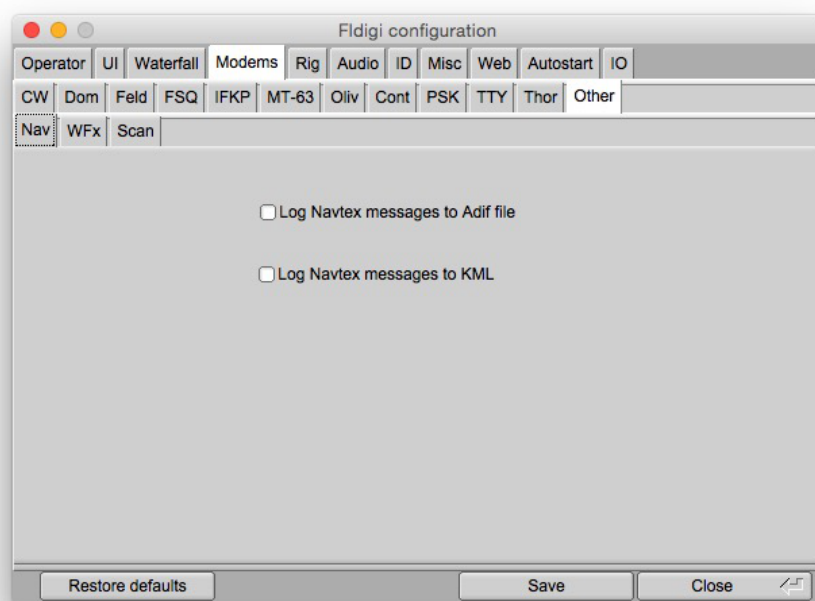 Fldigi configuration
Operator UI Waterfall Modems Rig Audio ID Misc Web Autostart IO
CW Dom Feld FSQ IFKP MT-63 Oliv Cont PSK TTY Thor Other
Nav WFx Scan
Log Navtex messages to Adif file
Log Navtex messages to KML
Restore defaults Save Close